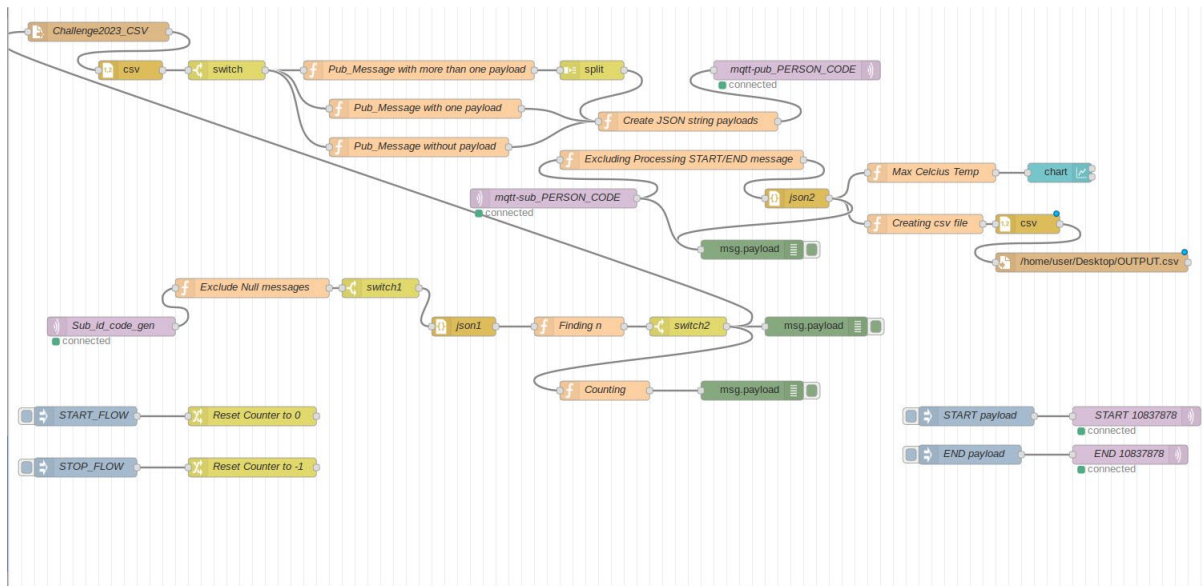 Challenge2023_CSV
csv
switch
Pub_Message with more than one payload
split
mqtt-pub_PERSON_CODE
connected
Pub_Message with one payload
Create JSON string payloads
Pub_Message without payload
Excluding Processing START/END message
Max Celcius Temp
chart
mqtt-sub_PERSON_CODE
connected
json2
Creating csv file
csv
msg.payload
/home/user/Desktop/OUTPUT.csv
Exclude Null messages
switch1
Sub_id_code_gen
connected
json1
Finding n
switch2
msg.payload
Counting
msg.payload
START_FLOW
Reset Counter to 0
START payload
START 10837878
connected
STOP_FLOW
Reset Counter to -1
END payload
END 10837878
connected